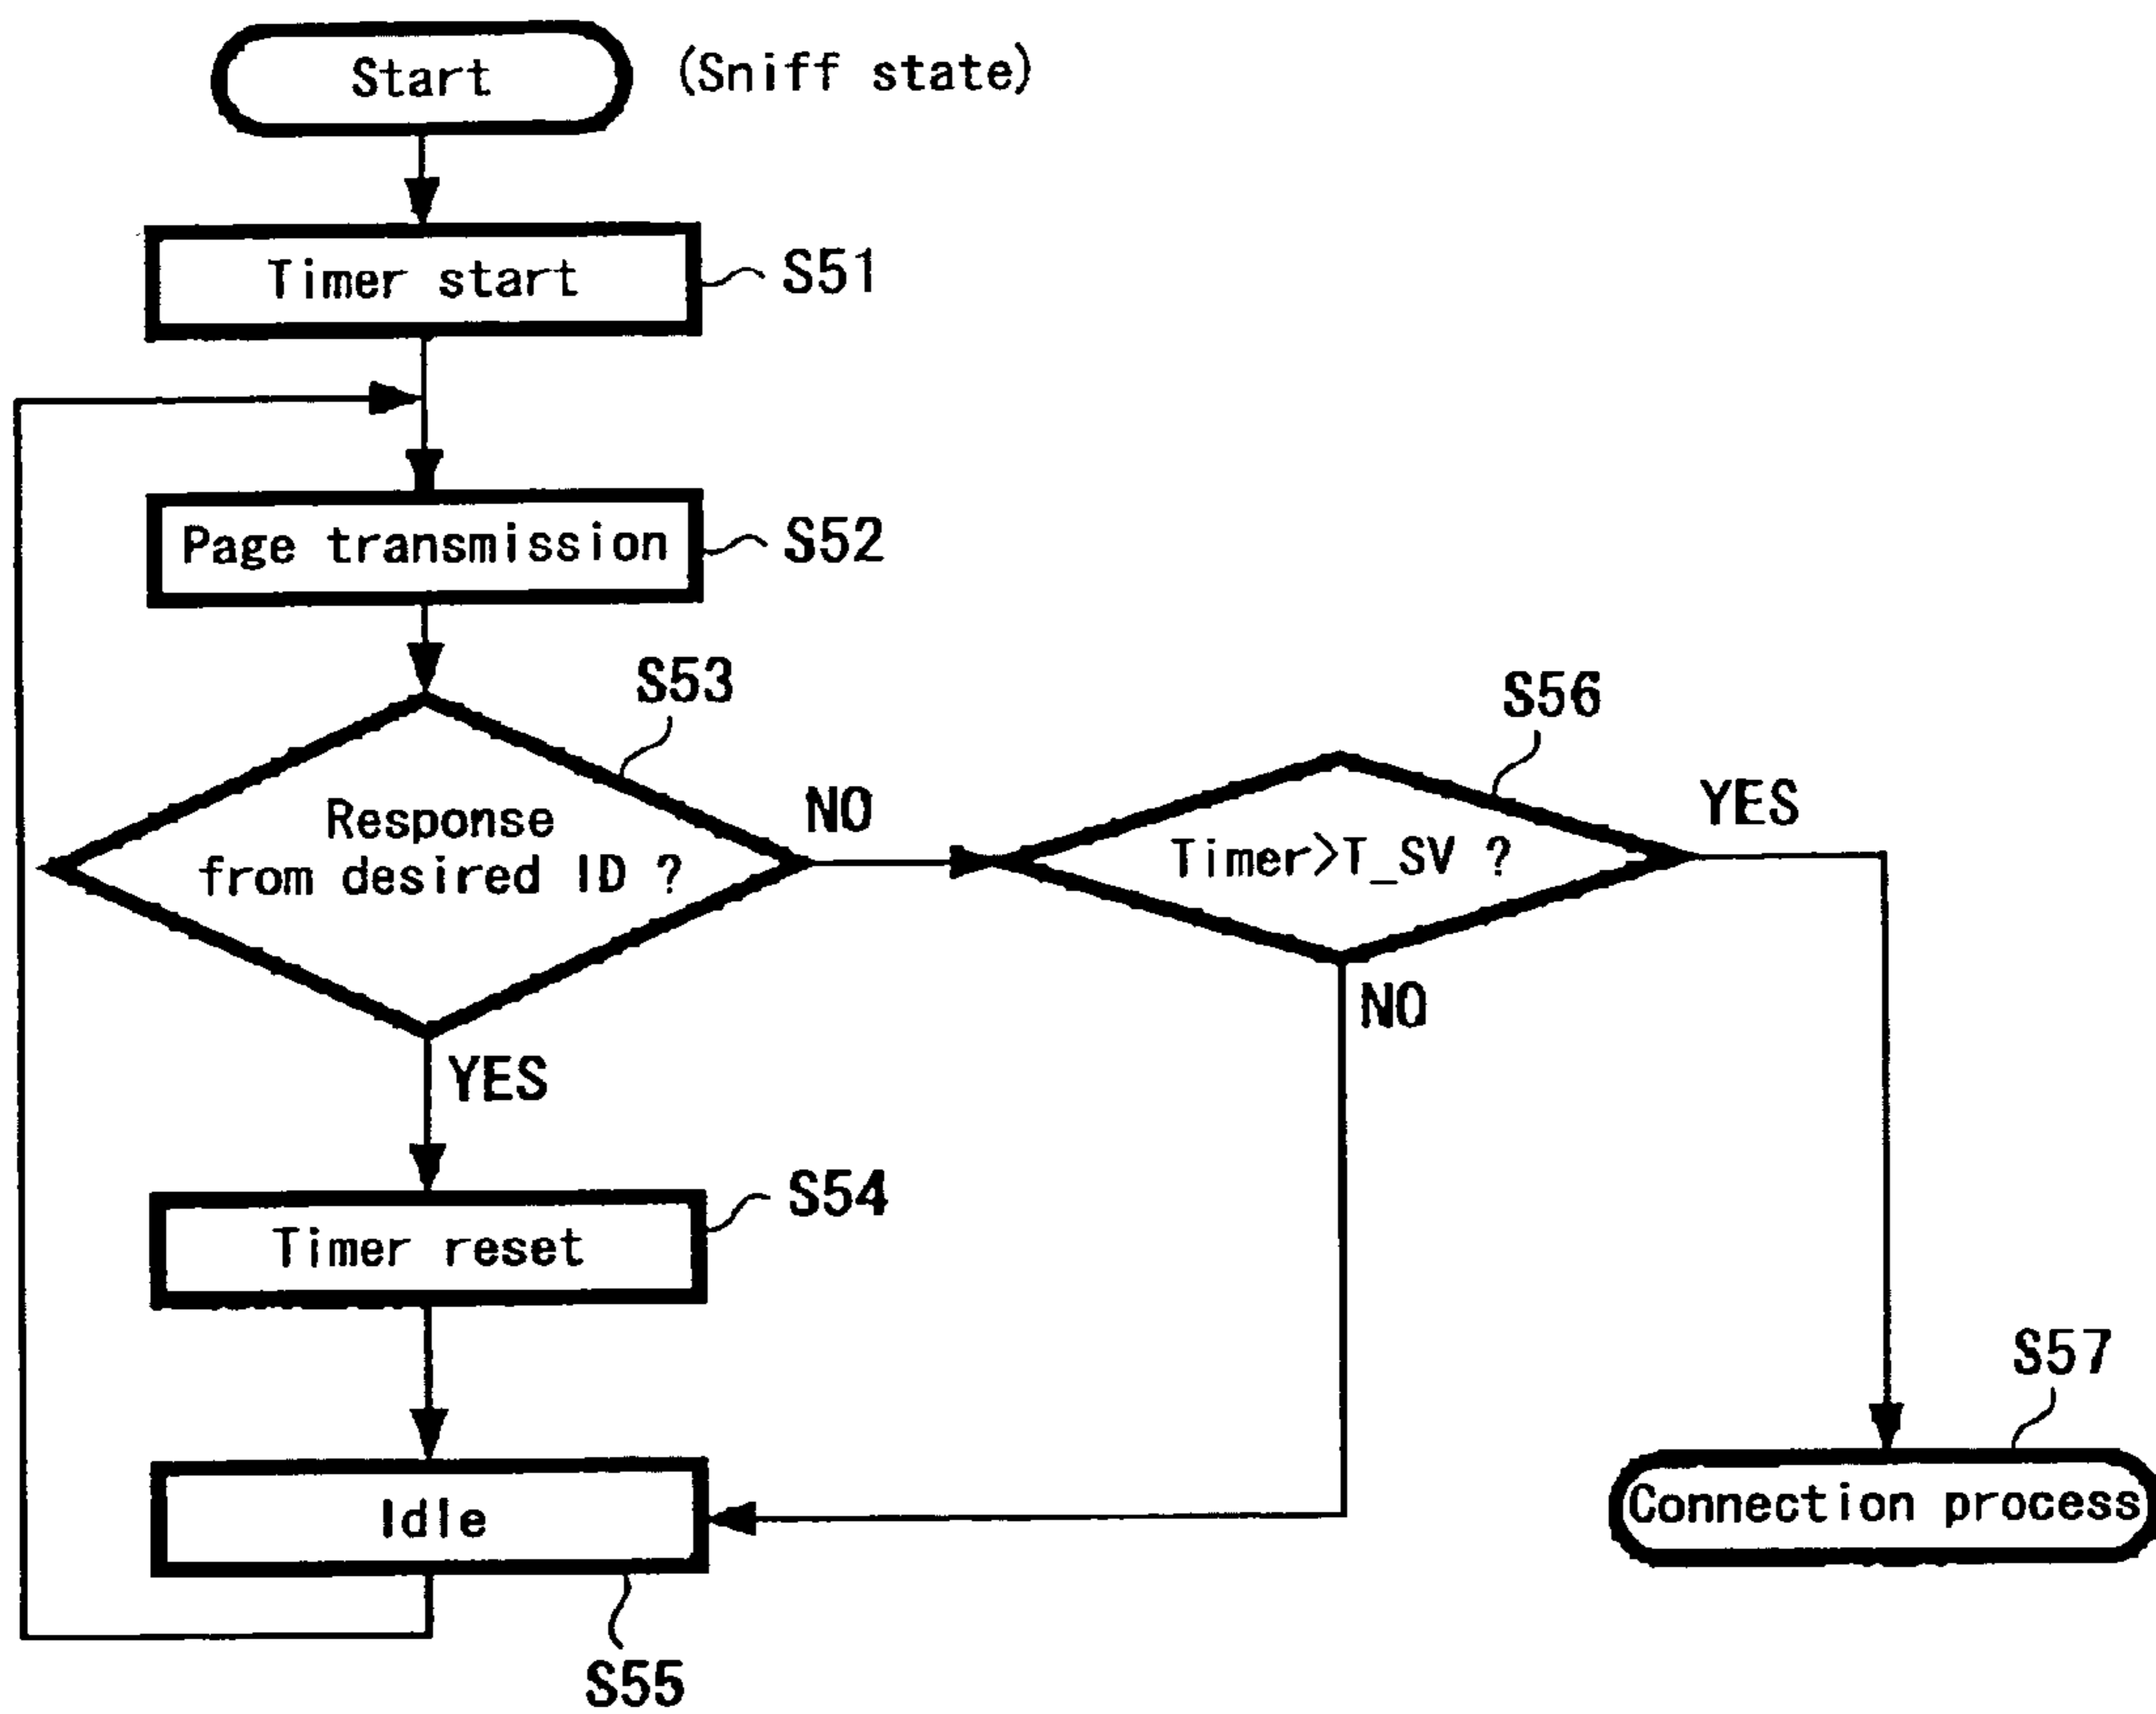 Start
(Sniff state)
Timer start
S51
Page transmission
S52
S53
Response
from desired ID ?
NO
YES
S56
Timer>T_SV ?
YES
NO
Timer reset
S54
Idle
S55
S57
Connection process